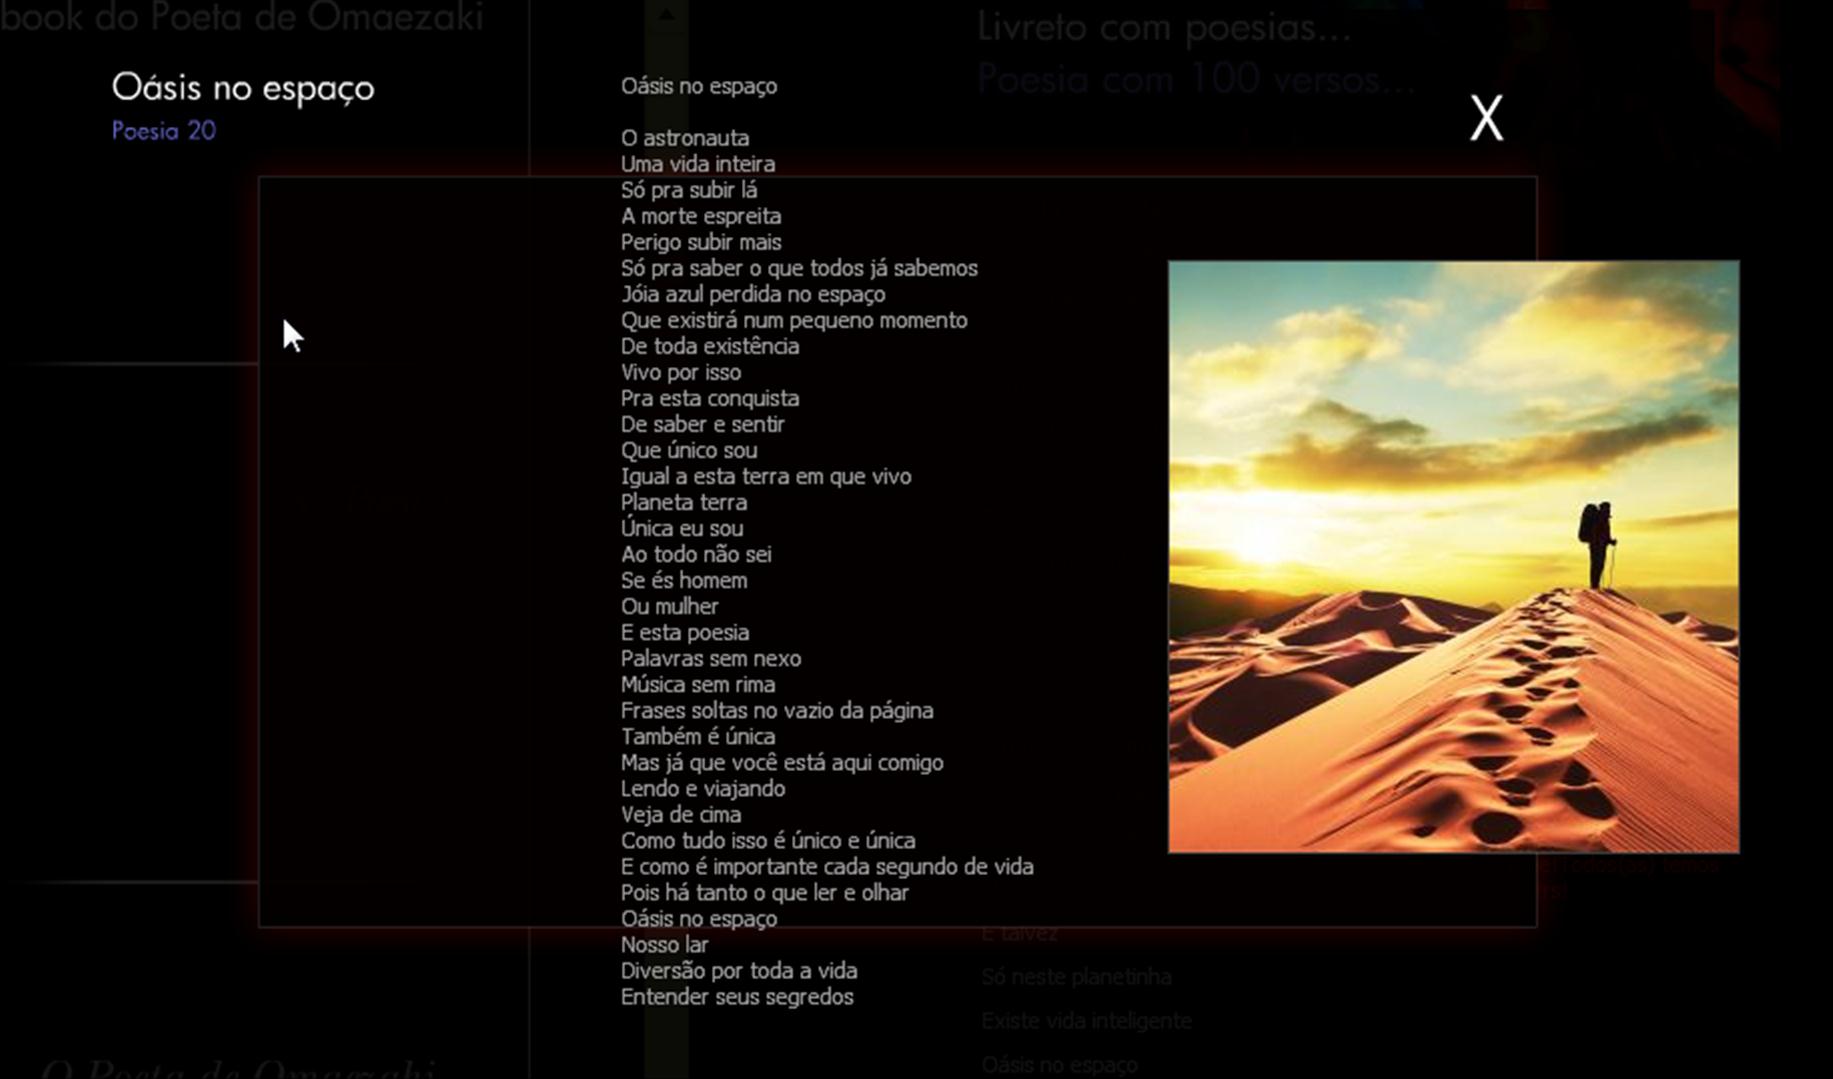 book do Poeta de Omaezaki
Livreto com poesias...
Poesia com 100 versos...
Oásis no espaço
Poesia 20
X
Oásis no espaço
O astronauta
Uma vida inteira
Só pra subir lá
A morte espreita
Perigo subir mais
Só pra saber o que todos já sabemos
Jóia azul perdida no espaço
Que existirá num pequeno momento
De toda existência
Vivo por isso
Pra esta conquista
De saber e sentir
Que único sou
Igual a esta terra em que vivo
Planeta terra
Única eu sou
Ao todo não sei
Se és homem
Ou mulher
E esta poesia
Palavras sem nexo
Música sem rima
Frases soltas no vazio da página
Também é única
Mas já que você está aqui comigo
Lendo e viajando
Veja de cima
Como tudo isso é único e única
E como é importante cada segundo de vida
Pois há tanto o que ler e olhar
Oásis no espaço
Nosso lar
Diversão por toda a vida
Entender seus segredos
E talvez
Só neste planetinha
Existe vida inteligente
Oásis no espaço
O Poeta de Omaezaki